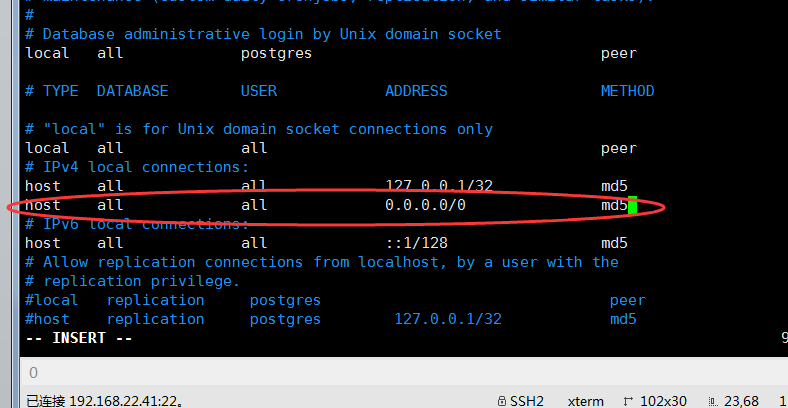 #
# Database administrative login by Unix domain socket
local   all             postgres                                peer
# TYPE  DATABASE        USER            ADDRESS                 METHOD
# "local" is for Unix domain socket connections only
local   all             all                                     peer
# IPv4 local connections:
host    all             all             127.0.0.1/32            md5
host    all             all             0.0.0.0/0               md5
# IPv6 local connections:
host    all             all             ::1/128                 md5
# Allow replication connections from localhost, by a user with the
# replication privilege.
#local   replication     postgres                                peer
#host    replication     postgres        127.0.0.1/32            md5
-- INSERT --                                                                         9
0
已连接 192.168.22.41:22。 SSH2 xterm 102x30 23,68 1